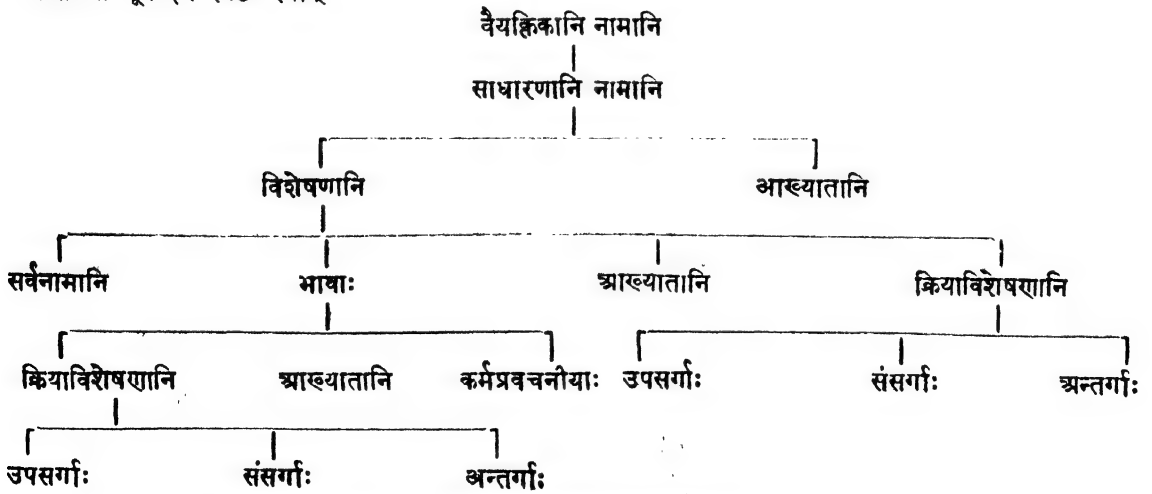 वैयक्तिकानि नामानि
साधारणानि नामानि
विशेषणानि आख्यातानि
सर्वनामानि भावाः आख्यातानि क्रियाविशेषणानि
क्रियाविशेषणानि आख्यातानि कर्मप्रवचनीयाः उपसर्गाः संसर्गाः अन्तर्गाः
उपसर्गाः संसर्गाः अन्तर्गाः